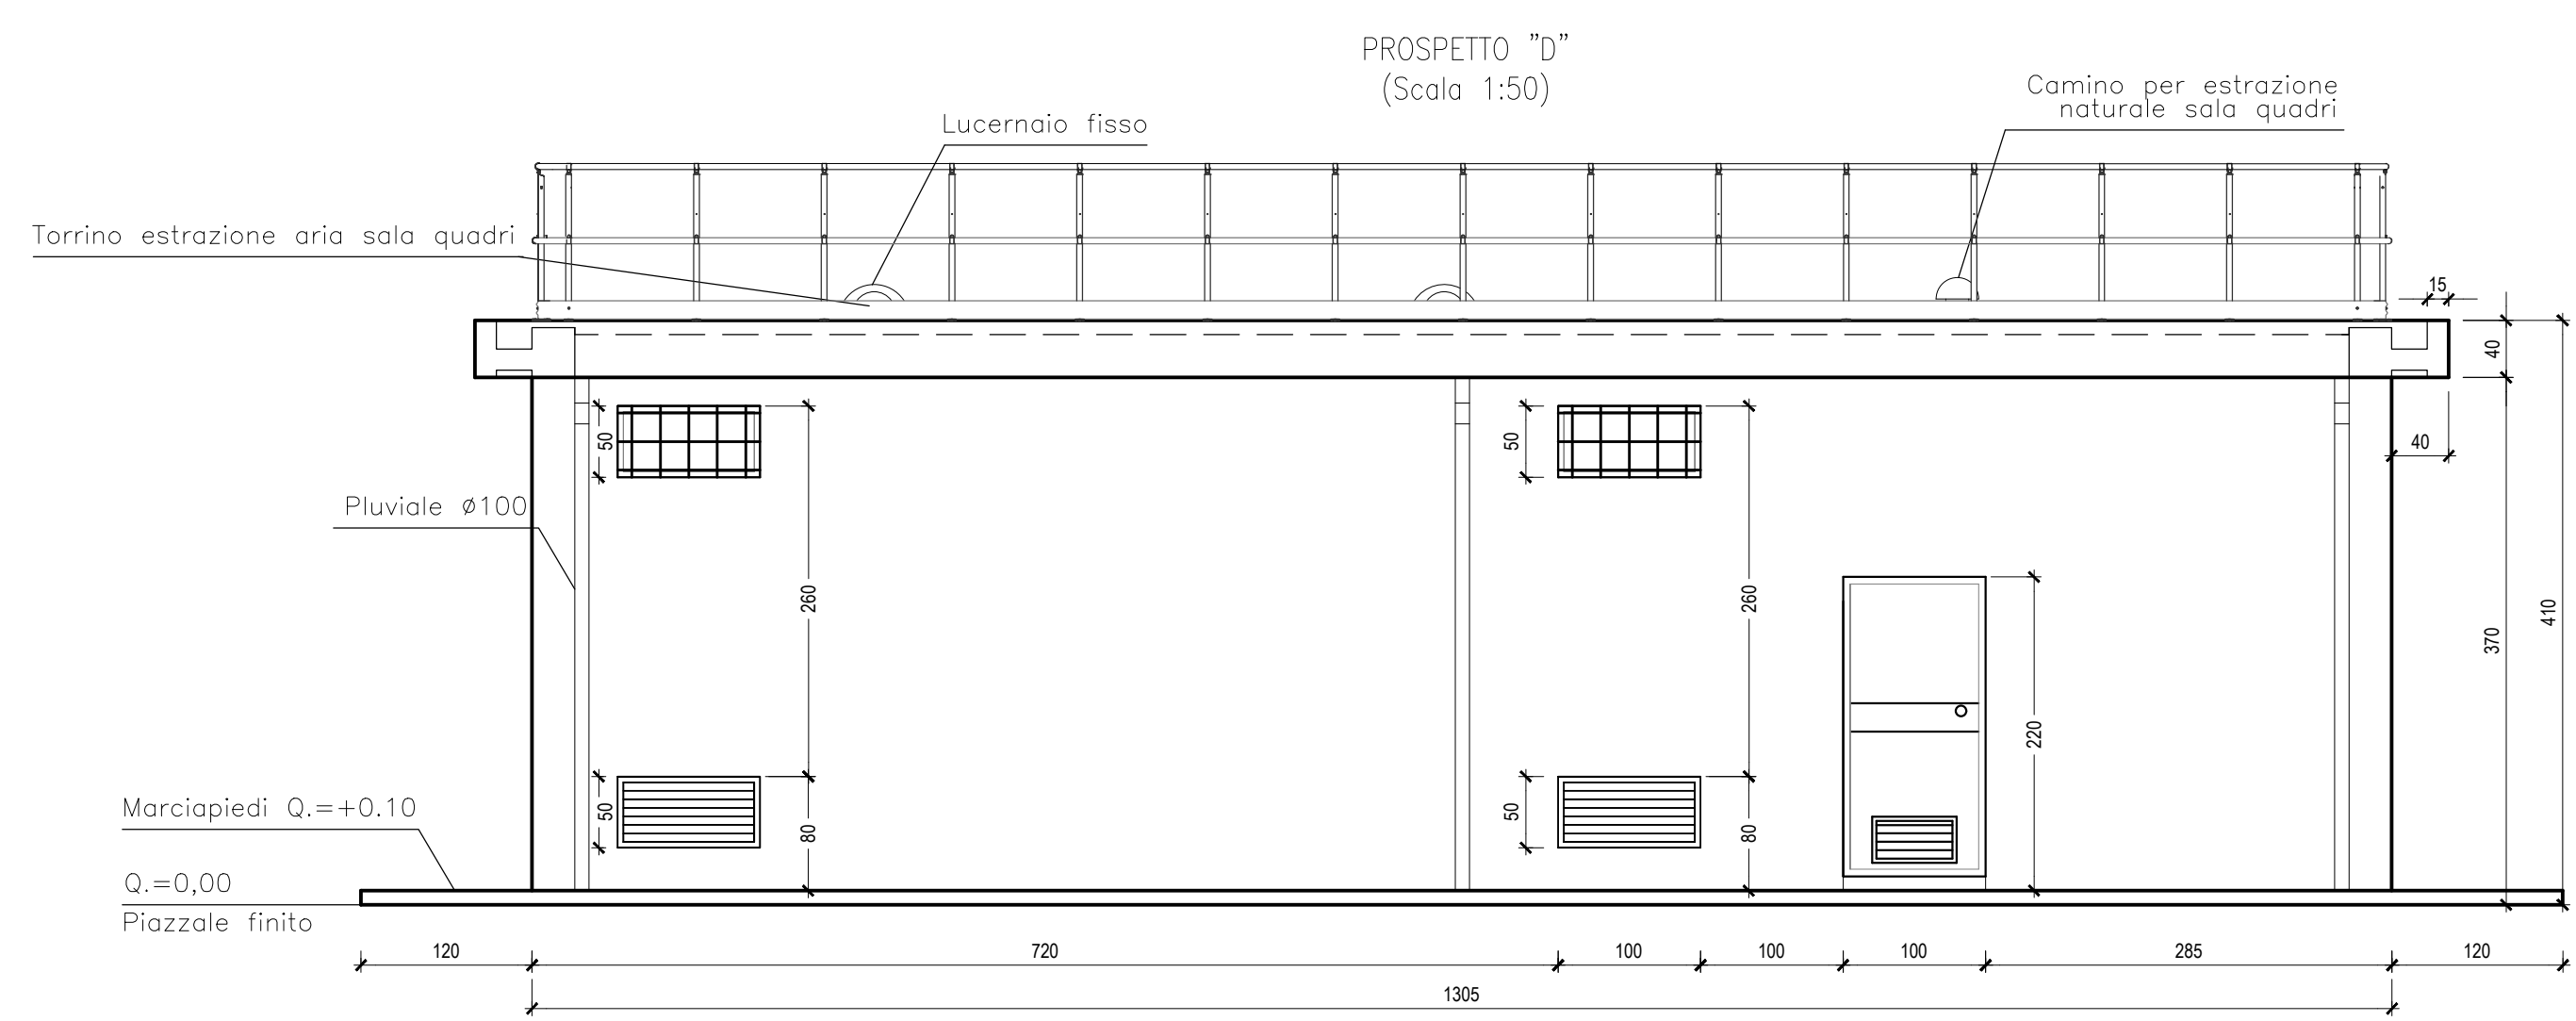 PROSPETTO "D"
(Scala 1:50)
Camino per estrazione
naturale sala quadri
Lucernaio fisso
Torrino estrazione aria sala quadri
15
40
40
50
50
Pluviale ø100
260
260
410
370
220
Marciapiedi Q.=+0.10
50
80
50
80
Q.=0,00
Piazzale finito
120
720
100
100
100
285
120
1305